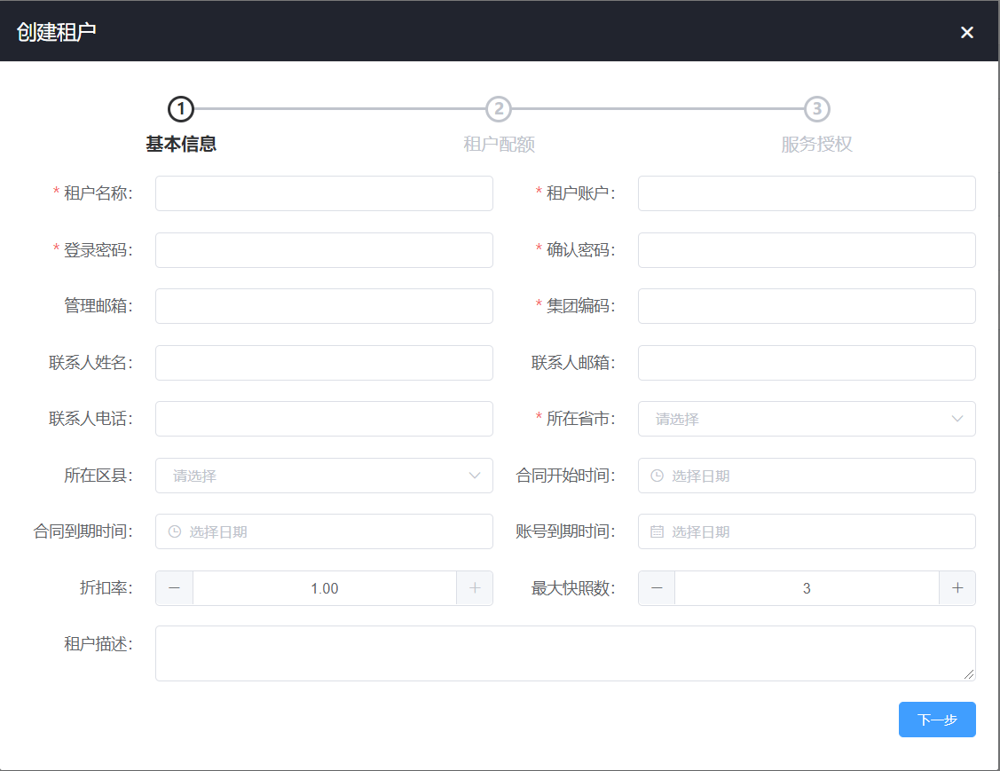 创建租户
1 2 3
基本信息 租户配额 服务授权
* 租户名称: * 租户账户:
* 登录密码: * 确认密码:
管理邮箱: * 集团编码:
联系人姓名: 联系人邮箱:
联系人电话: * 所在省市: 请选择
所在区县: 请选择 合同开始时间: 选择日期
合同到期时间: 选择日期 账号到期时间: 选择日期
折扣率: 1.00 最大快照数: 3
租户描述:
下一步